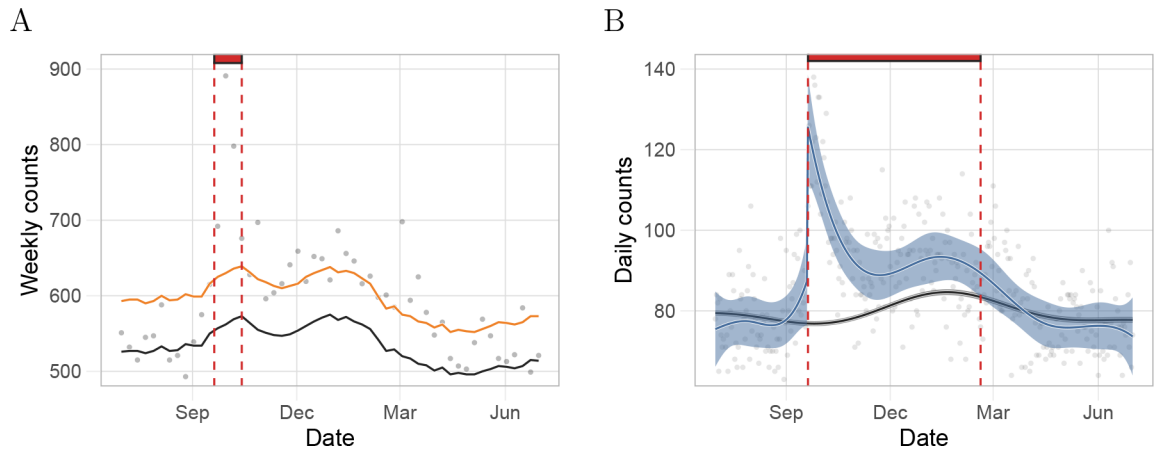 A
Weekly counts
900
800
700
600
500
Sep
Dec
Mar
Jun
Date
B
Daily counts
140
120
100
80
Sep
Dec
Mar
Jun
Date